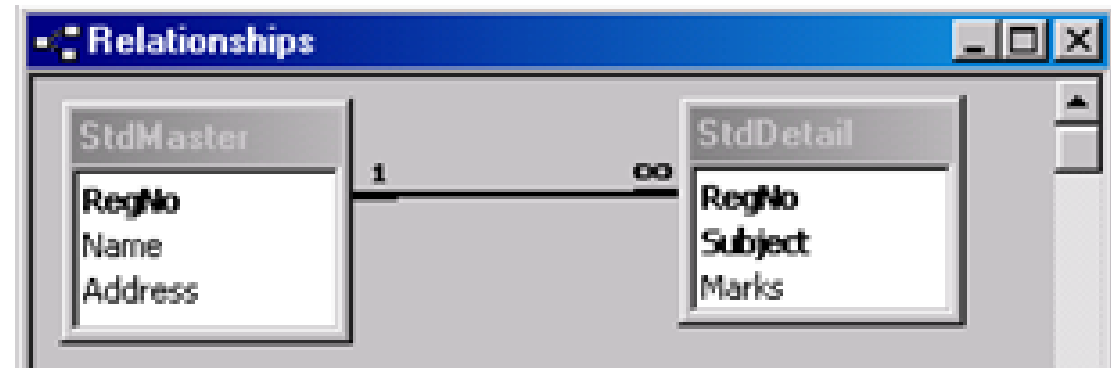 Relationships
StdMaster
RegNo
Name
Address
1 ∞
StdDetail
RegNo
Subject
Marks